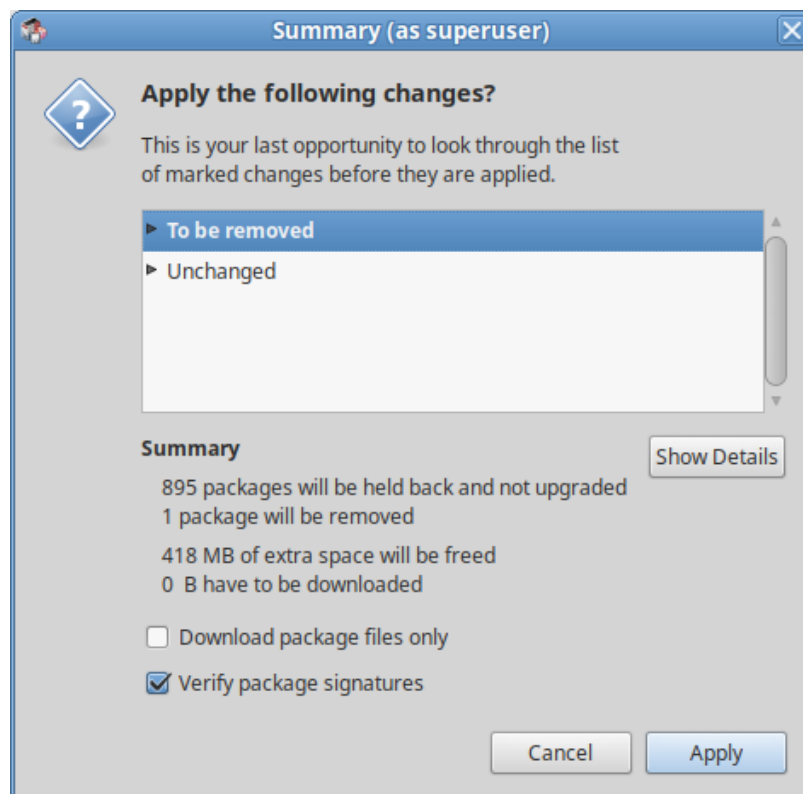 Summary (as superuser)
Apply the following changes?
This is your last opportunity to look through the list
of marked changes before they are applied.
To be removed
Unchanged
Summary
Show Details
895 packages will be held back and not upgraded
1 package will be removed
418 MB of extra space will be freed
0 B have to be downloaded
Download package files only
Verify package signatures
Cancel
Apply